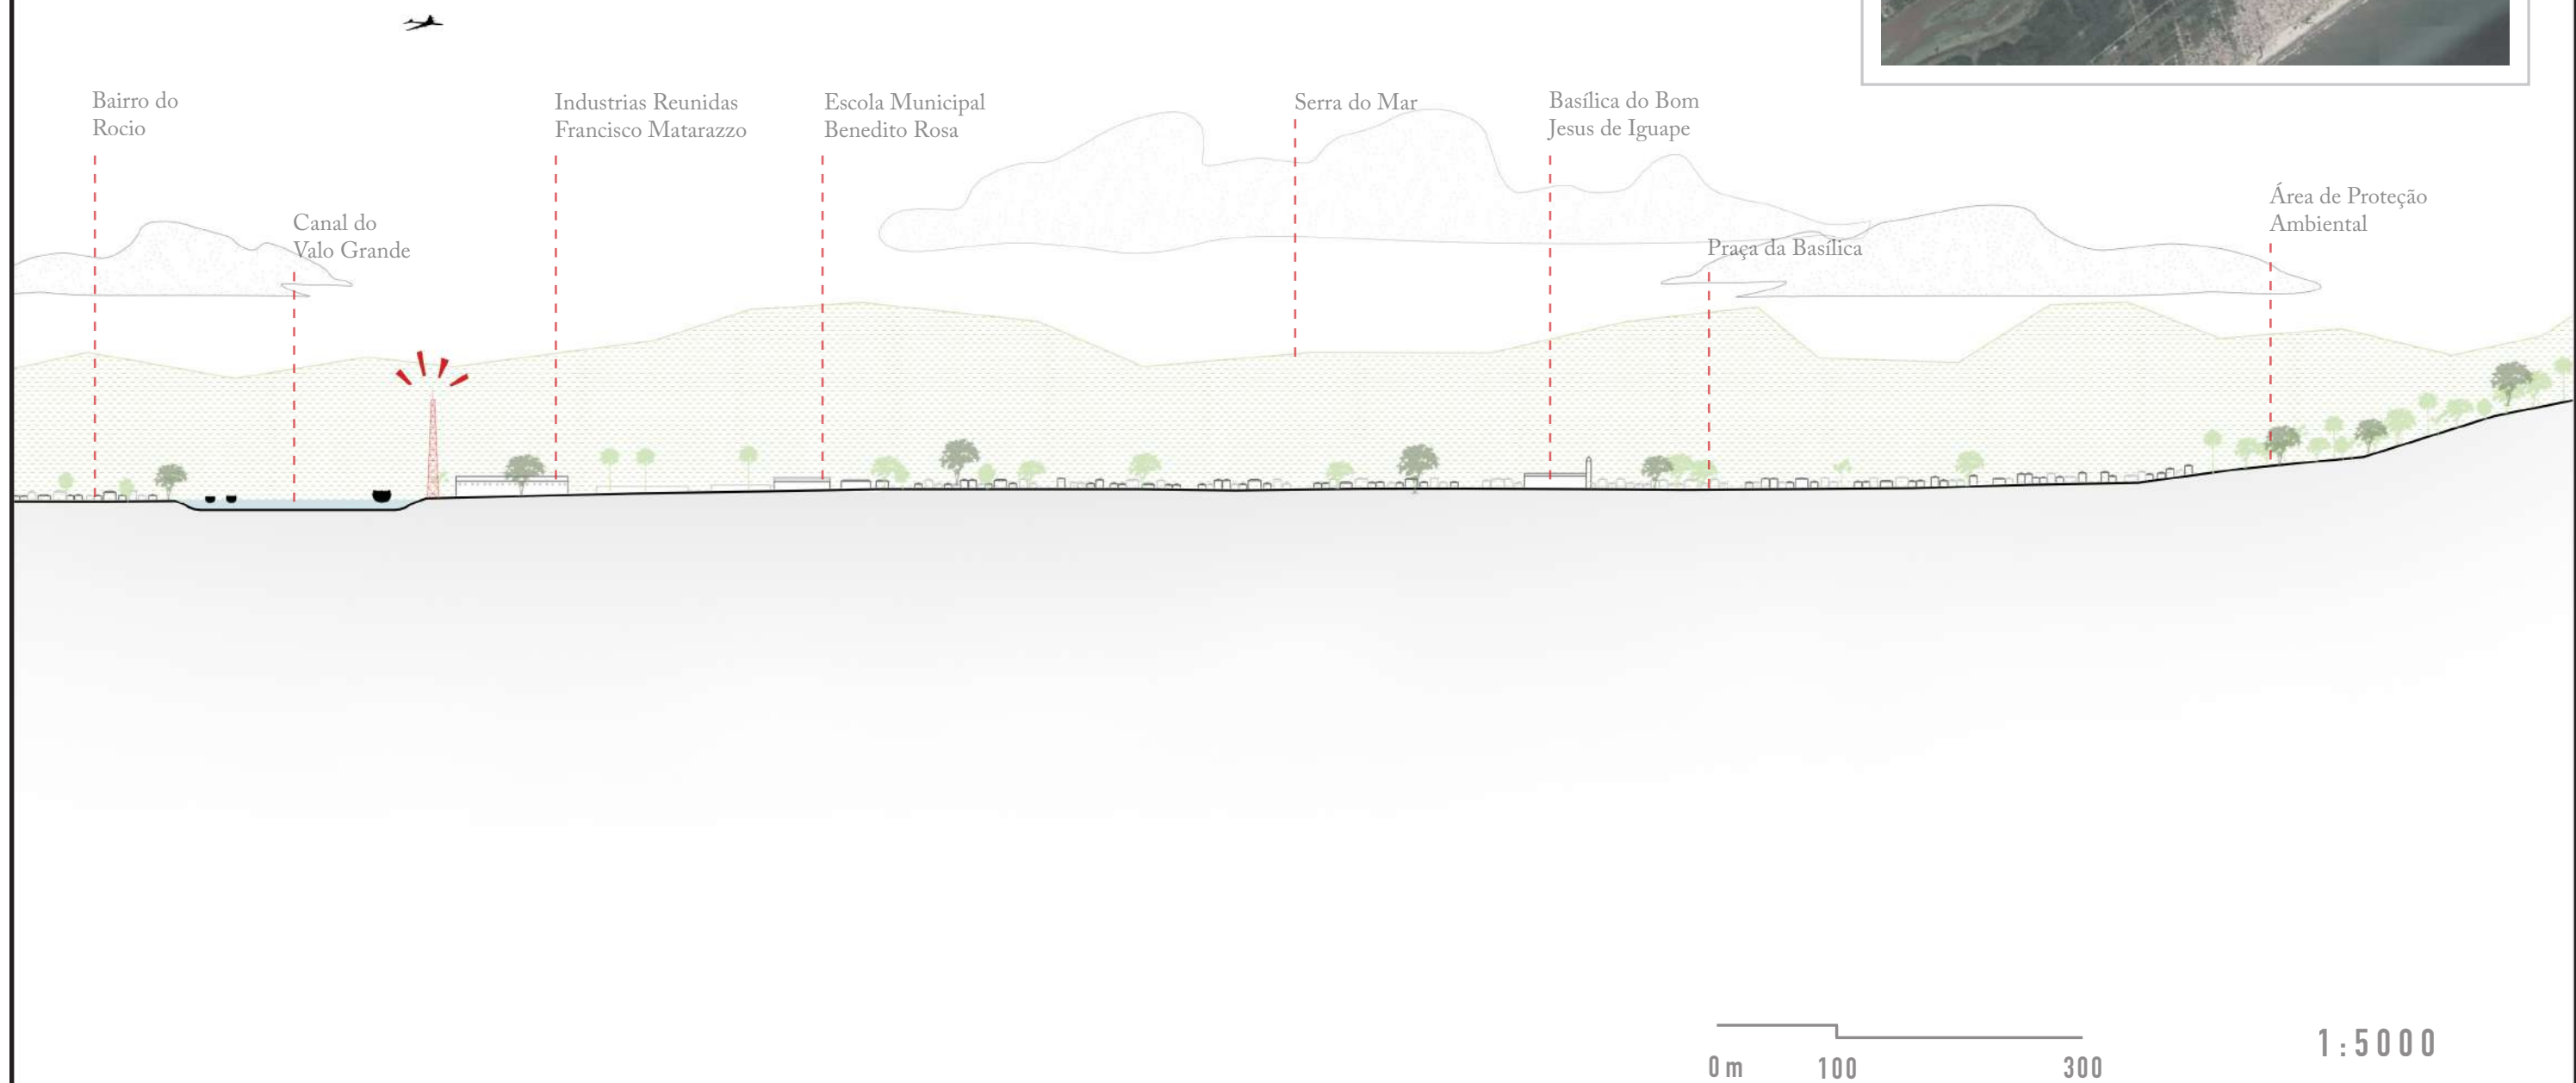 Bairro do
Rocio
Canal do
Valo Grande
Industrias Reunidas
Francisco Matarazzo
Escola Municipal
Benedito Rosa
Serra do Mar
Basílica do Bom
Jesus de Iguape
Praça da Basílica
Área de Proteção
Ambiental
0 m 100 300
1:5000